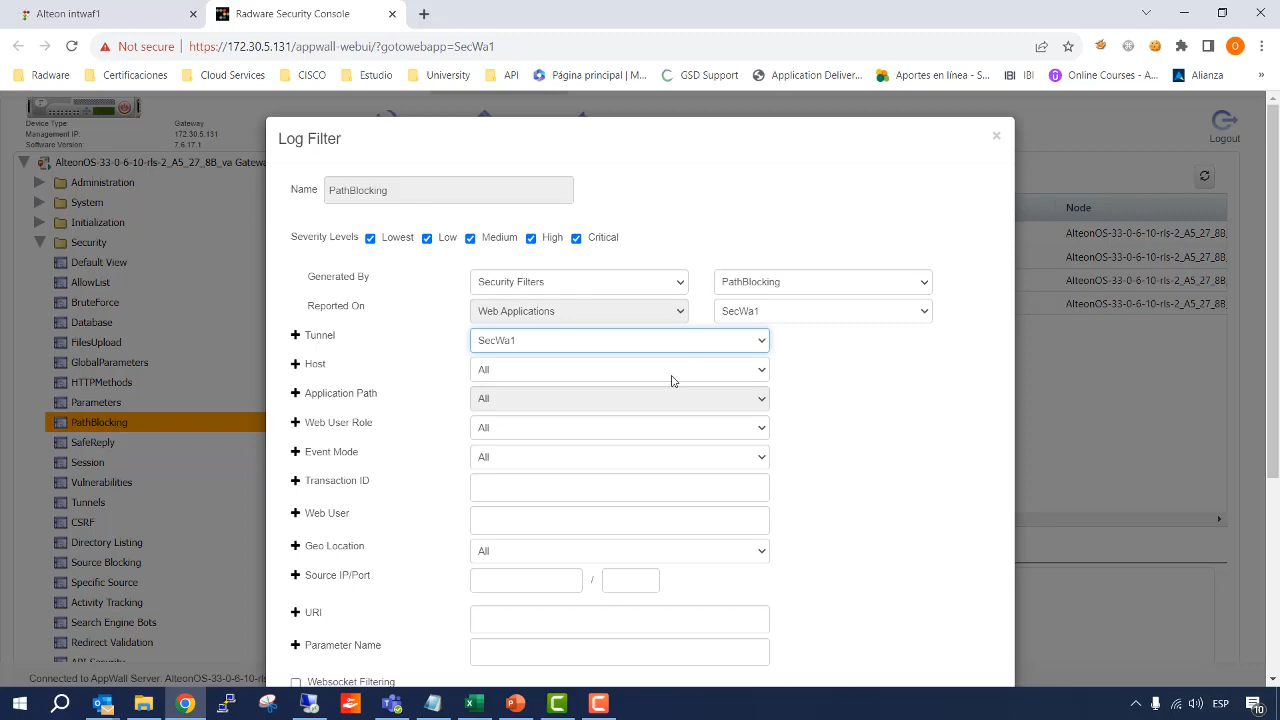 Alteon intwaf1
Radware Security Console
Not secure https://172.30.5.131/appwall-webui/?gotowebapp=SecWa1
O
Radware Certificaciones Cloud Services CISCO Estudio University API Página principal | M... GSD Support Application Deliver... Aportes en línea - S... IBI IBI Online Courses - A... Alianza »
Device Type: Gateway
Management IP: 172.30.5.131
Software Version: 7.6.17.1
Logout
AlteonOS-33-0-6-10-rls-2_A5_27_8B_va Gatew
Administration
System
Initialization
Security
Default View
AllowList
BruteForce
Database
FilesUpload
GlobalParameters
HTTPMethods
Parameters
PathBlocking
SafeReply
Session
Vulnerabilities
Tunnels
CSRF
Directory Listing
Source Blocking
Specific Source
Activity Tracking
Search Engine Bots
Redirect Validation
API Security
Connected to AppWall Server: AlteonOS-33-0-6-10-rls
Log Filter
Name PathBlocking
Severity Levels Lowest Low Medium High Critical
Generated By Security Filters PathBlocking
Reported On Web Applications SecWa1
Tunnel SecWa1
Host All
Application Path All
Web User Role All
Event Mode All
Transaction ID
Web User
Geo Location All
Source IP/Port /
URI
Parameter Name
Websocket Filtering
Node
AlteonOS-33-0-6-10-rls-2_A5_27_8B_
AlteonOS-33-0-6-10-rls-2_A5_27_8B_
AlteonOS-33-0-6-10-rls-2_A5_27_8B_
AlteonOS-33-0-6-10-rls-2_A5_27_8B_
ESP